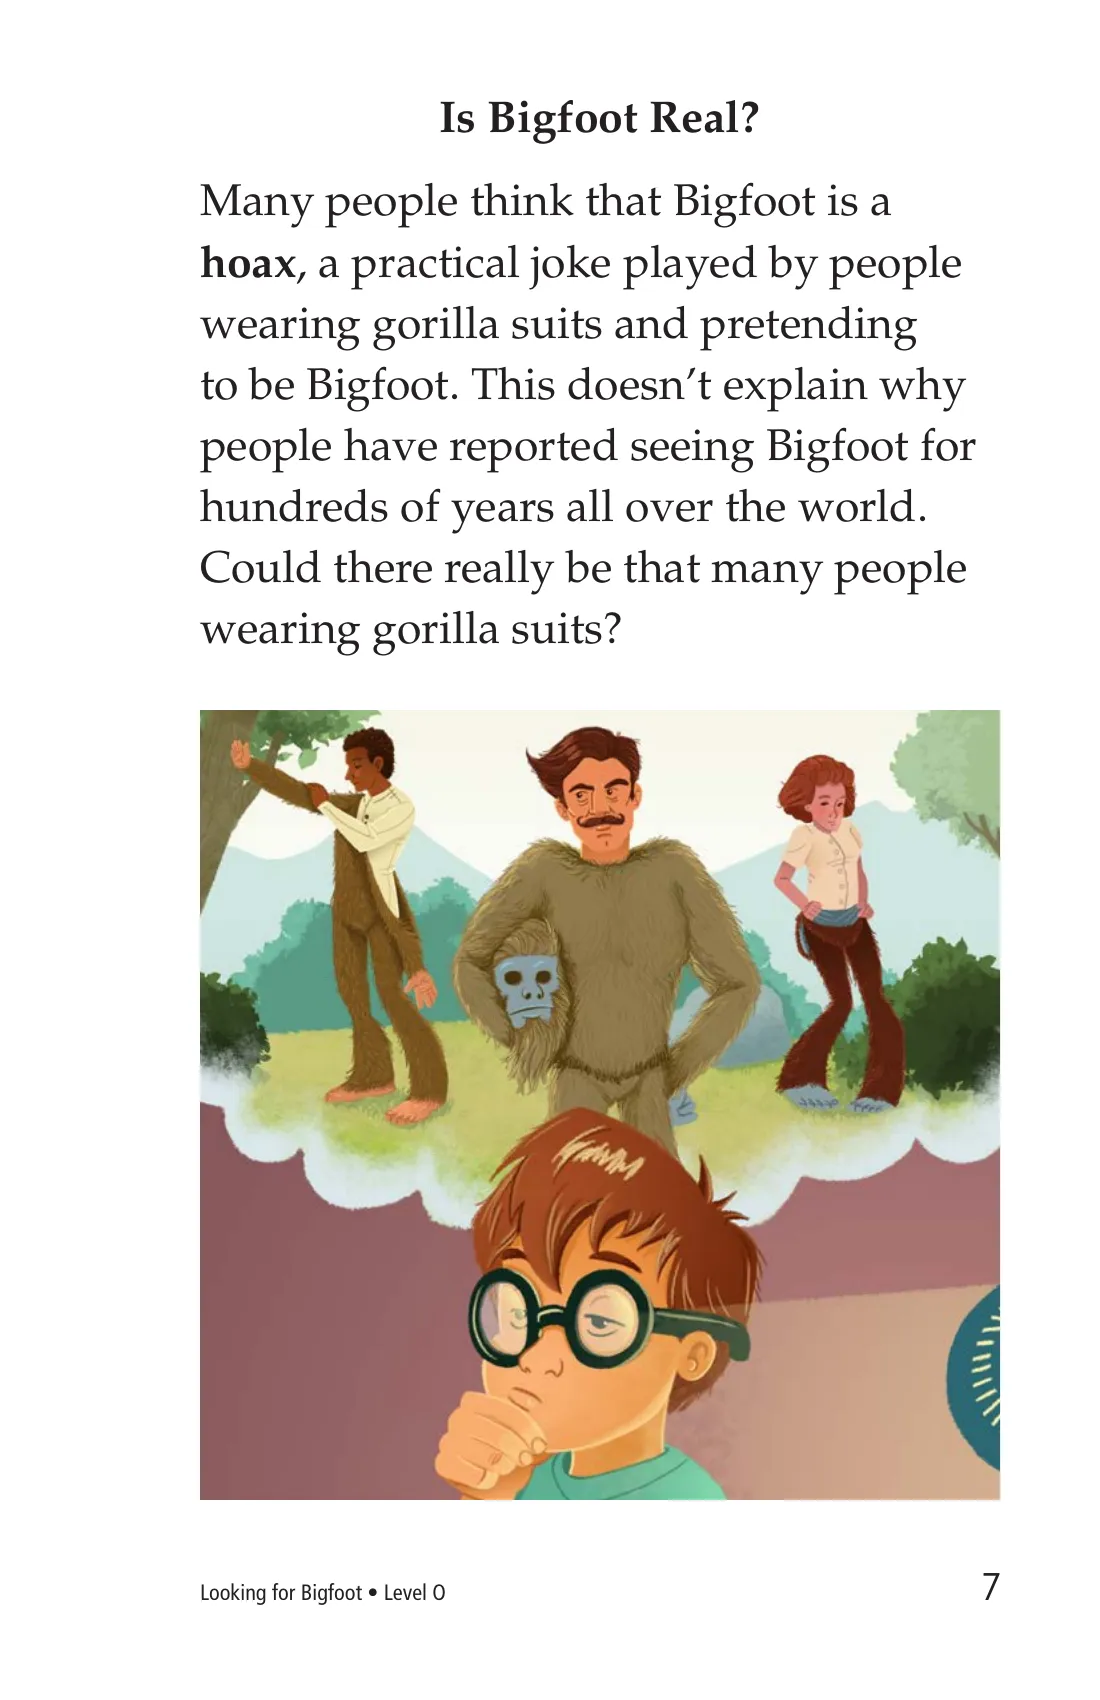 Is Bigfoot Real?
Many people think that Bigfoot is a
hoax, a practical joke played by people
wearing gorilla suits and pretending
to be Bigfoot. This doesn’t explain why
people have reported seeing Bigfoot for
hundreds of years all over the world.
Could there really be that many people
wearing gorilla suits?
Looking for Bigfoot • Level O
7